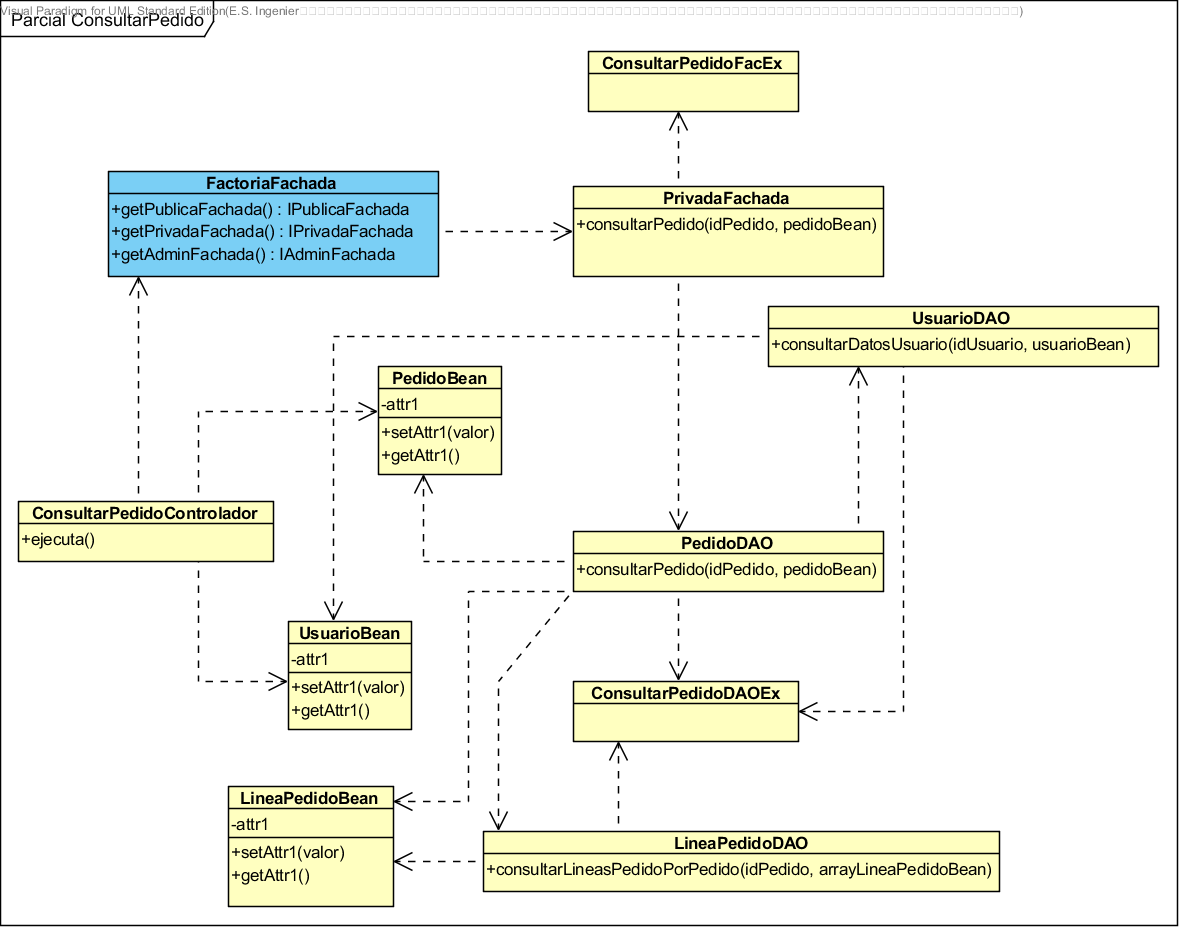 Visual Paradigm for UML Standard Edition(E.S. Ingenier
Parcial ConsultarPedido
ConsultarPedidoFacEx
FactoriaFachada
+getPublicaFachada() : IPublicaFachada
+getPrivadaFachada() : IPrivadaFachada
+getAdminFachada() : IAdminFachada
PrivadaFachada
+consultarPedido(idPedido, pedidoBean)
UsuarioDAO
+consultarDatosUsuario(idUsuario, usuarioBean)
PedidoBean
-attr1
+setAttr1(valor)
+getAttr1()
ConsultarPedidoControlador
+ejecuta()
PedidoDAO
+consultarPedido(idPedido, pedidoBean)
UsuarioBean
-attr1
+setAttr1(valor)
+getAttr1()
ConsultarPedidoDAOEx
LineaPedidoBean
-attr1
+setAttr1(valor)
+getAttr1()
LineaPedidoDAO
+consultarLineasPedidoPorPedido(idPedido, arrayLineaPedidoBean)